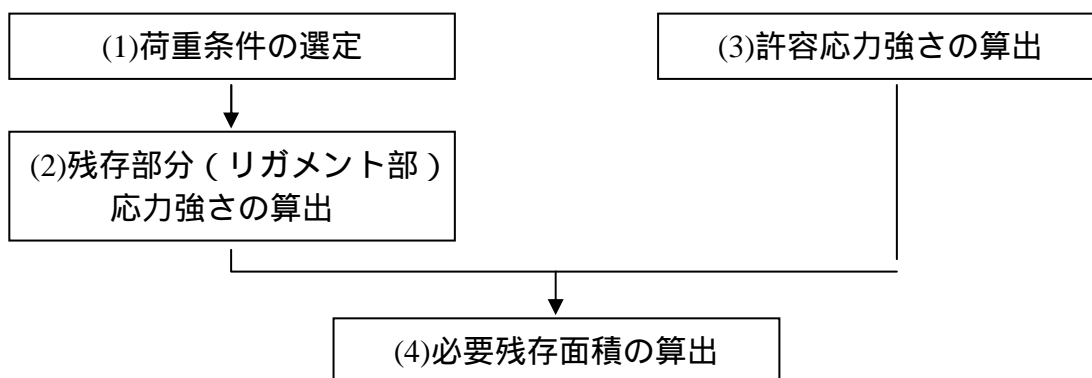 (1)荷重条件の選定
(3)許容応力強さの算出
(2)残存部分（リガメント部）
応力強さの算出
(4)必要残存面積の算出